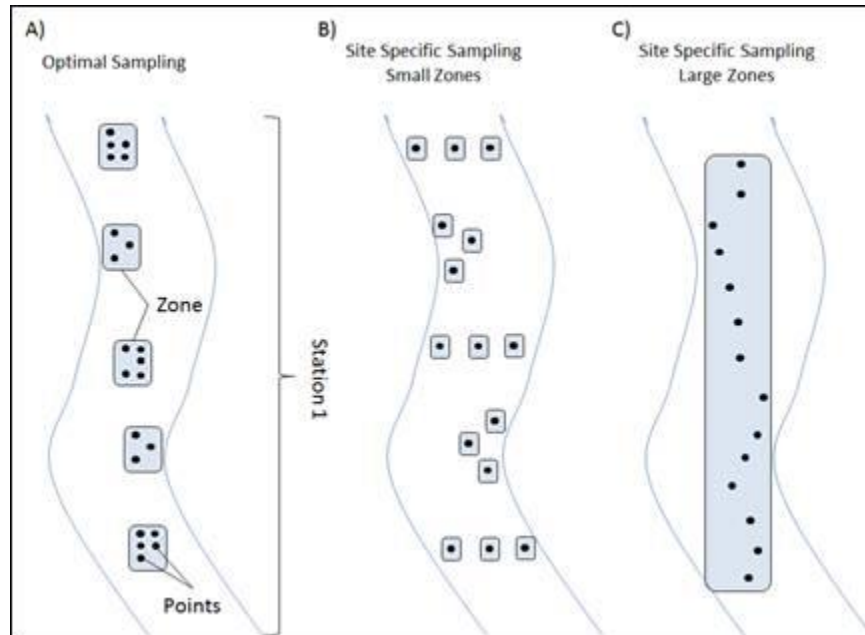 A)
Optimal Sampling
B)
Site Specific Sampling
Small Zones
C)
Site Specific Sampling
Large Zones
Zone
Station 1
Points